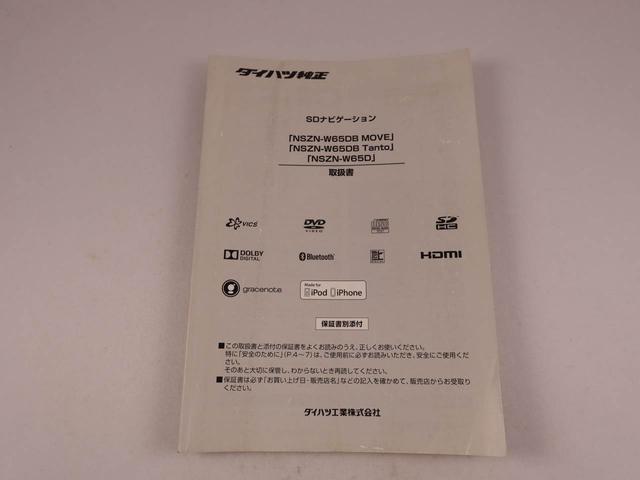 ダイハツ純正
SDナビゲーション
「NSZN-W65DB MOVE」
「NSZN-W65DB Tanto」
「NSZN-W65D」
取扱書
VICS
DVD
VIDEO
SD
HC
DOLBY
DIGITAL
Bluetooth
HDMI
gracenote
Made for
iPod iPhone
保証書別添付
■この取扱書と添付の保証書をよくお読みのうえ、正しくお使いください。
特に「安全のために」(P.4～7)は、ご使用前に必ずお読みいただき、安全にご使用くだ
さい。
そのあと大切に保管し、わからないとき再読してください。
■保証書は必ず「お買い上げ日・販売店名」などの記入を確かめて、販売店からお受取り
ください。
ダイハツ工業株式会社